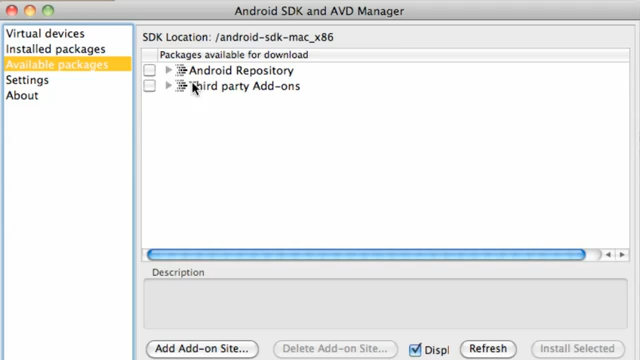 Android SDK and AVD Manager
Virtual devices
Installed packages
Available packages
Settings
About
SDK Location: /android-sdk-mac_x86
Packages available for download
Android Repository
Third party Add-ons
Description
Add Add-on Site...
Delete Add-on Site...
Displ
Refresh
Install Selected